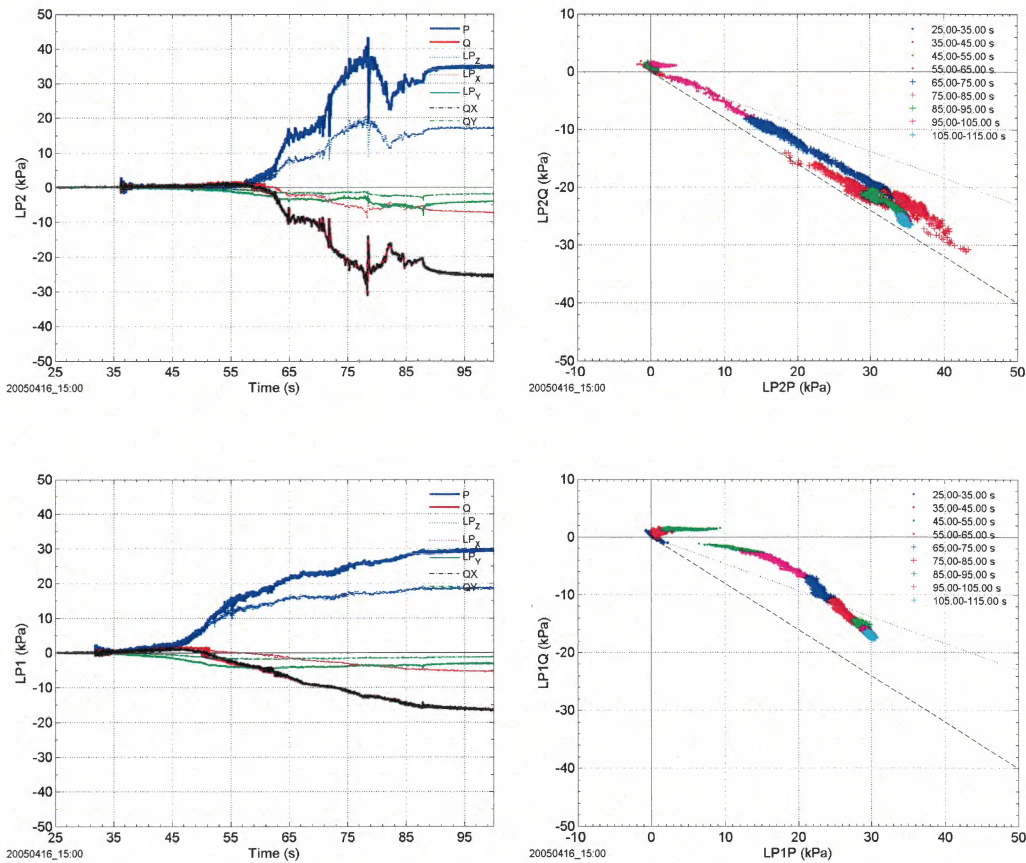 50
40
30
20
10
0
-10
-20
-30
-40
-50
LP2 (kPa)
25 35 45 55 65 75 85 95
Time (s)
20050416_15:00
P
Q
LPZ
LPX
LPY
QX
QY
10
0
-10
-20
-30
-40
-50
LP2Q (kPa)
-10 0 10 20 30 40 50
LP2P (kPa)
20050416_15:00
25.00-35.00 s
35.00-45.00 s
45.00-55.00 s
55.00-65.00 s
65.00-75.00 s
75.00-85.00 s
85.00-95.00 s
95.00-105.00 s
105.00-115.00 s
50
40
30
20
10
0
-10
-20
-30
-40
-50
LP1 (kPa)
25 35 45 55 65 75 85 95
Time (s)
20050416_15:00
P
Q
LPZ
LPX
LPY
QX
QY
10
0
-10
-20
-30
-40
-50
LP1Q (kPa)
-10 0 10 20 30 40 50
LP1P (kPa)
20050416_15:00
25.00-35.00 s
35.00-45.00 s
45.00-55.00 s
55.00-65.00 s
65.00-75.00 s
75.00-85.00 s
85.00-95.00 s
95.00-105.00 s
105.00-115.00 s